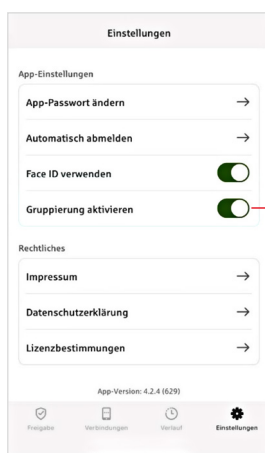 Einstellungen
App-Einstellungen
App-Passwort ändern
Automatisch abmelden
Face ID verwenden
Gruppierung aktivieren
Rechtliches
Impressum
Datenschutzerklärung
Lizenzbestimmungen
App-Version: 4.2.4 (629)
Freigabe Verbindungen Verlauf Einstellungen